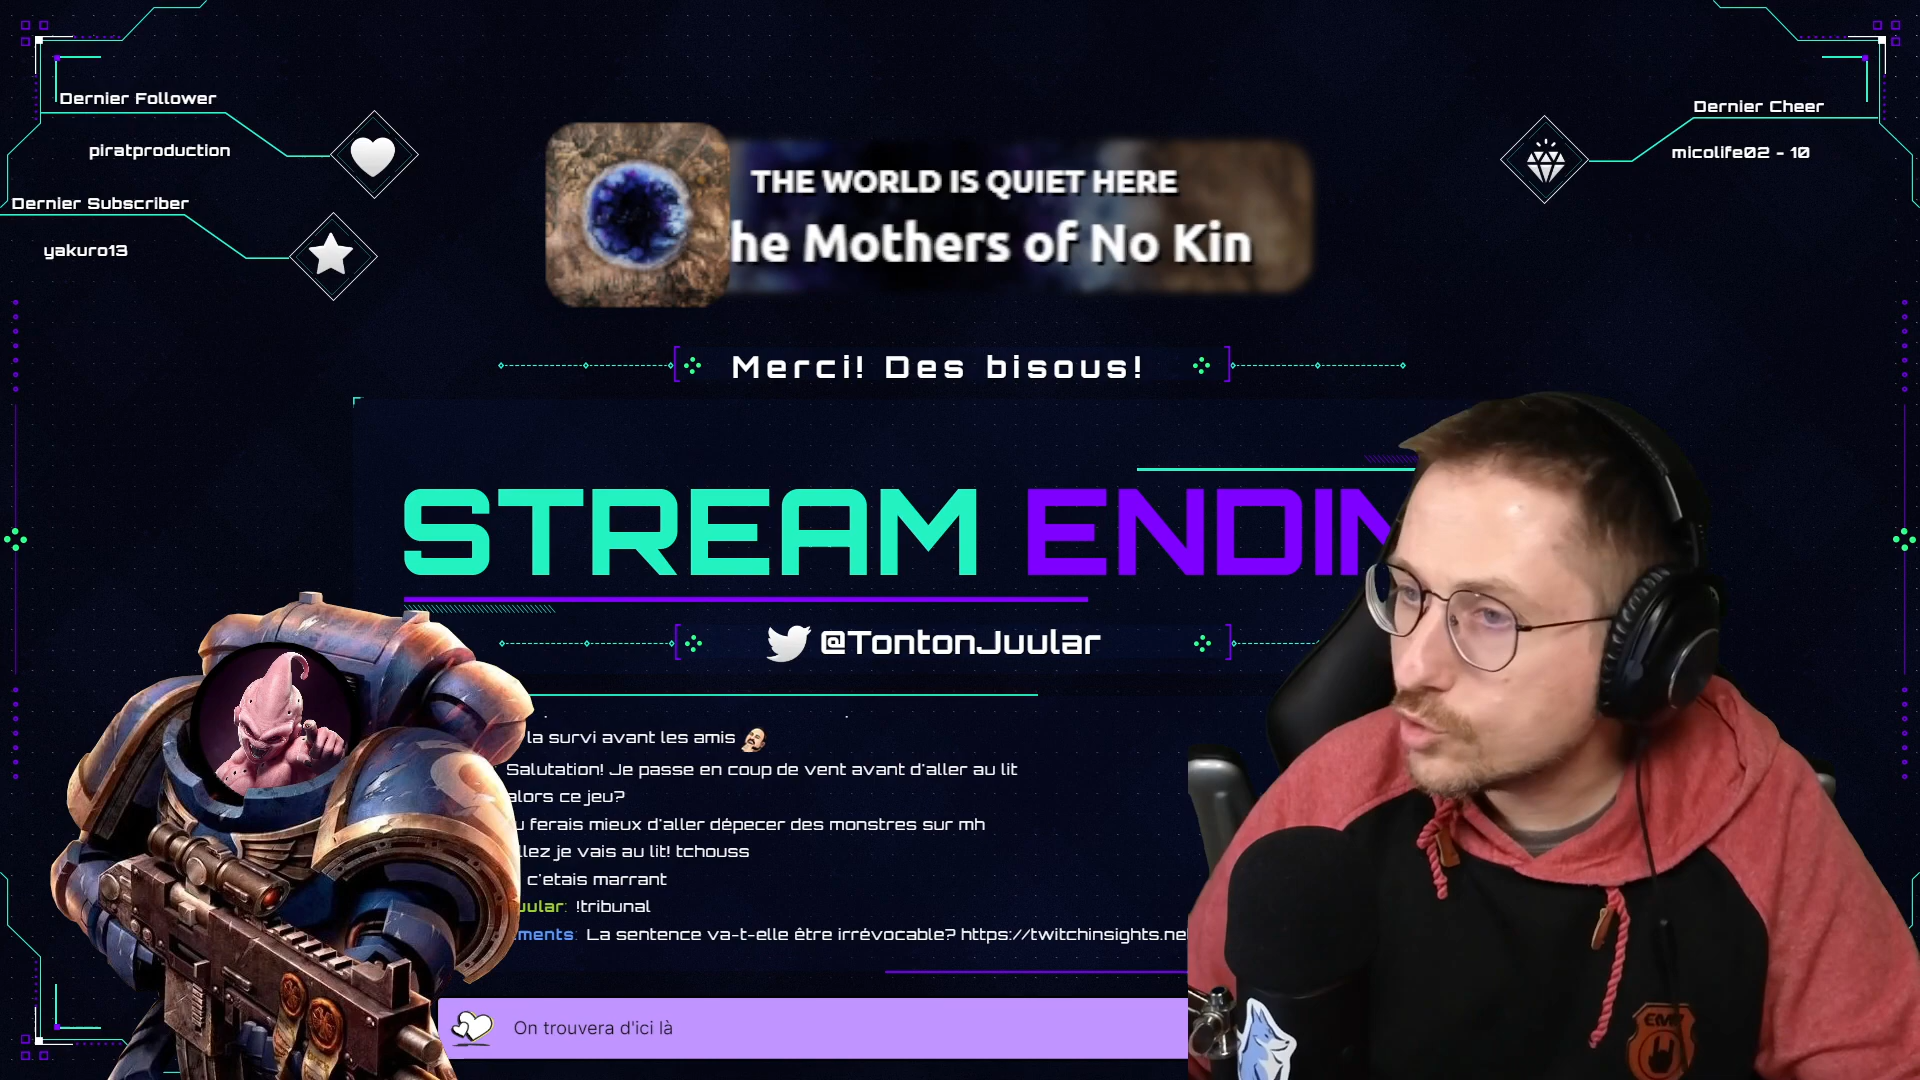 Dernier Follower
piratproduction
Dernier Subscriber
yakuro13
Dernier Cheer
micolife02 - 10
THE WORLD IS QUIET HERE
he Mothers of No Kin
Merci! Des bisous!
STREAM ENDIN
@TontonJuular
la survi avant les amis
Salutation! Je passe en coup de vent avant d'aller au lit
alors ce jeu?
u ferais mieux d'aller dépecer des monstres sur mh
llez je vais au lit! tchouss
c'etais marrant
uular: !tribunal
ments: La sentence va-t-elle être irrévocable? https://twitchinsights.net
On trouvera d'ici là